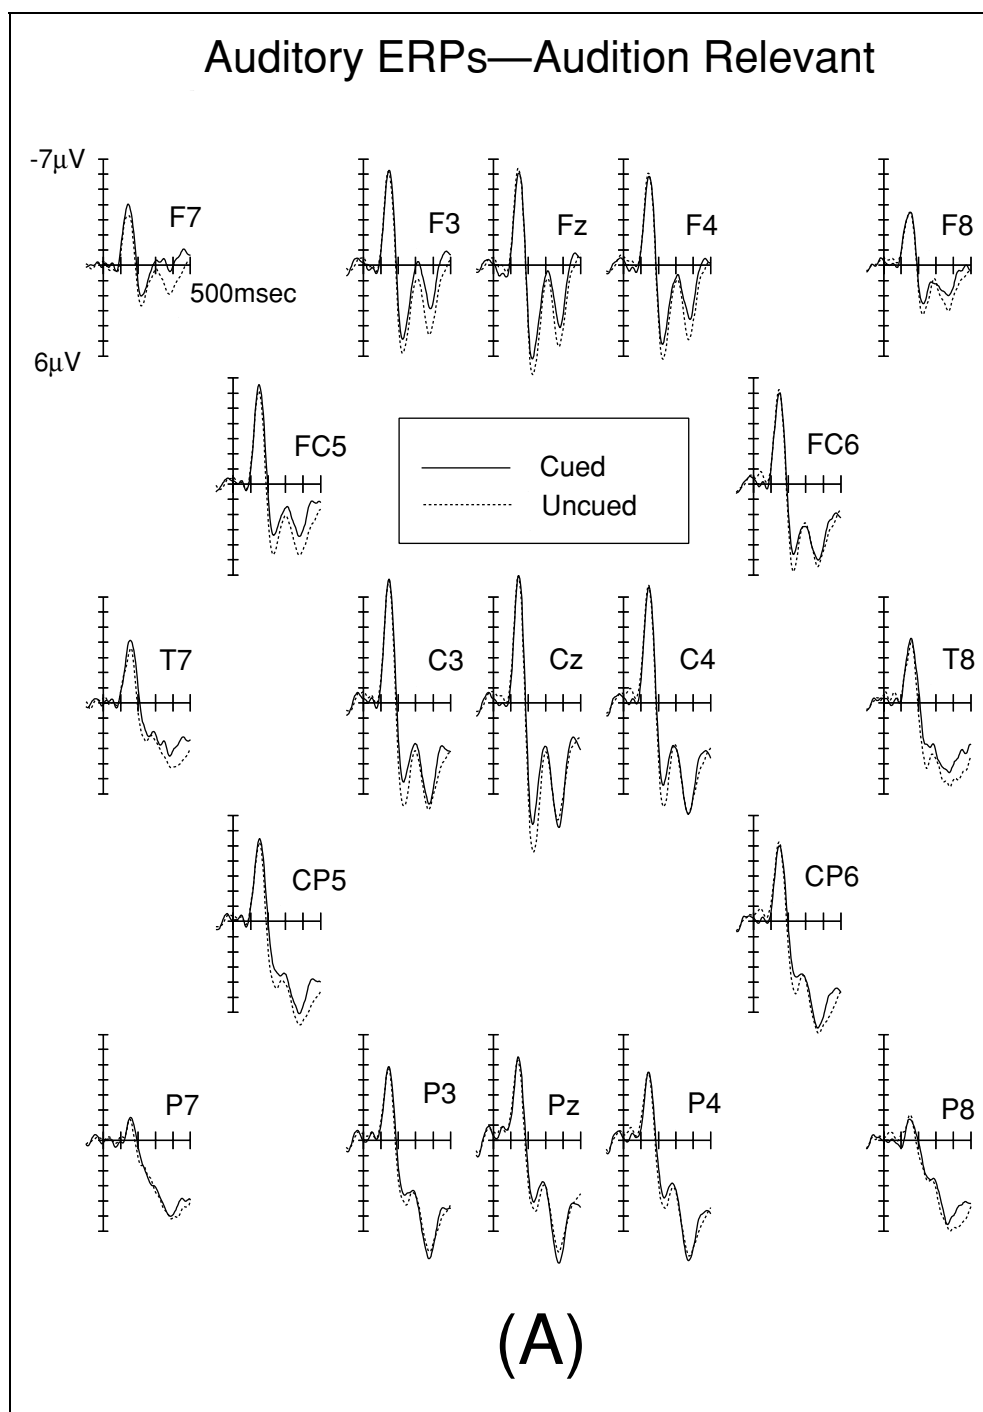 Auditory ERPs—Audition Relevant
-7μV
F7
F3
Fz
F4
F8
500msec
6μV
FC5
FC6
Cued
Uncued
T7
C3
Cz
C4
T8
CP5
CP6
P7
P3
Pz
P4
P8
(A)